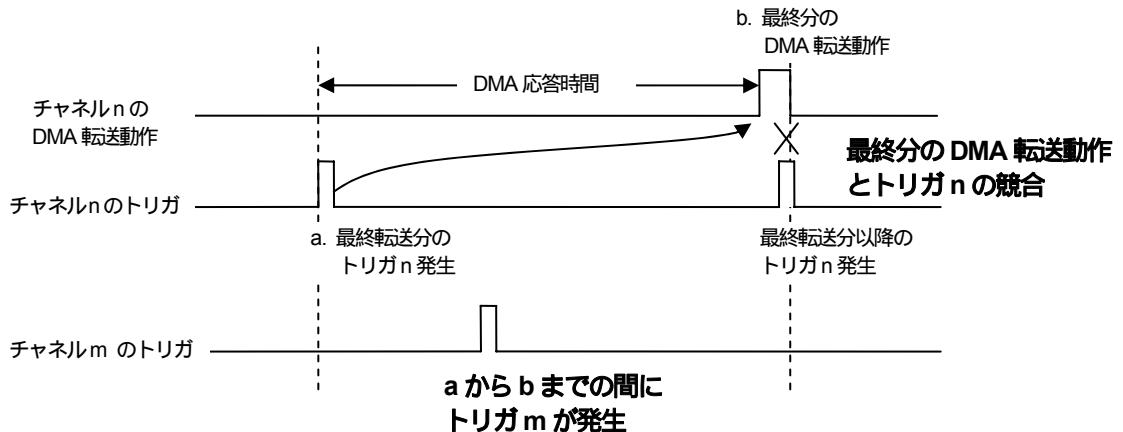 b. 最終分の
DMA 転送動作
DMA 応答時間
チャネル n の
DMA 転送動作
最終分の DMA 転送動作
とトリガ n の競合
チャネル n のトリガ
a. 最終転送分の
トリガ n 発生
最終転送分以降の
トリガ n 発生
チャネル m のトリガ
a から b までの間に
トリガ m が発生